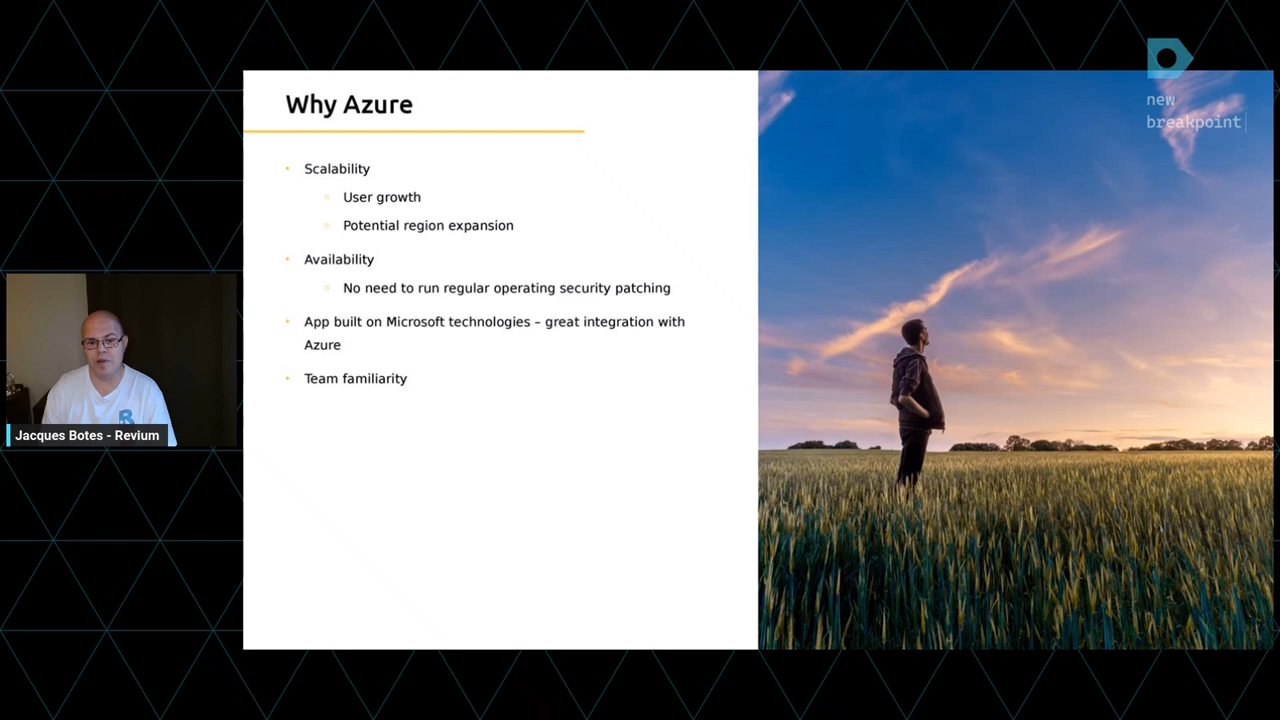 Why Azure
Scalability
User growth
Potential region expansion
Availability
No need to run regular operating security patching
App built on Microsoft technologies – great integration with
Azure
Team familiarity
new
breakpoint
Jacques Botes - Revium